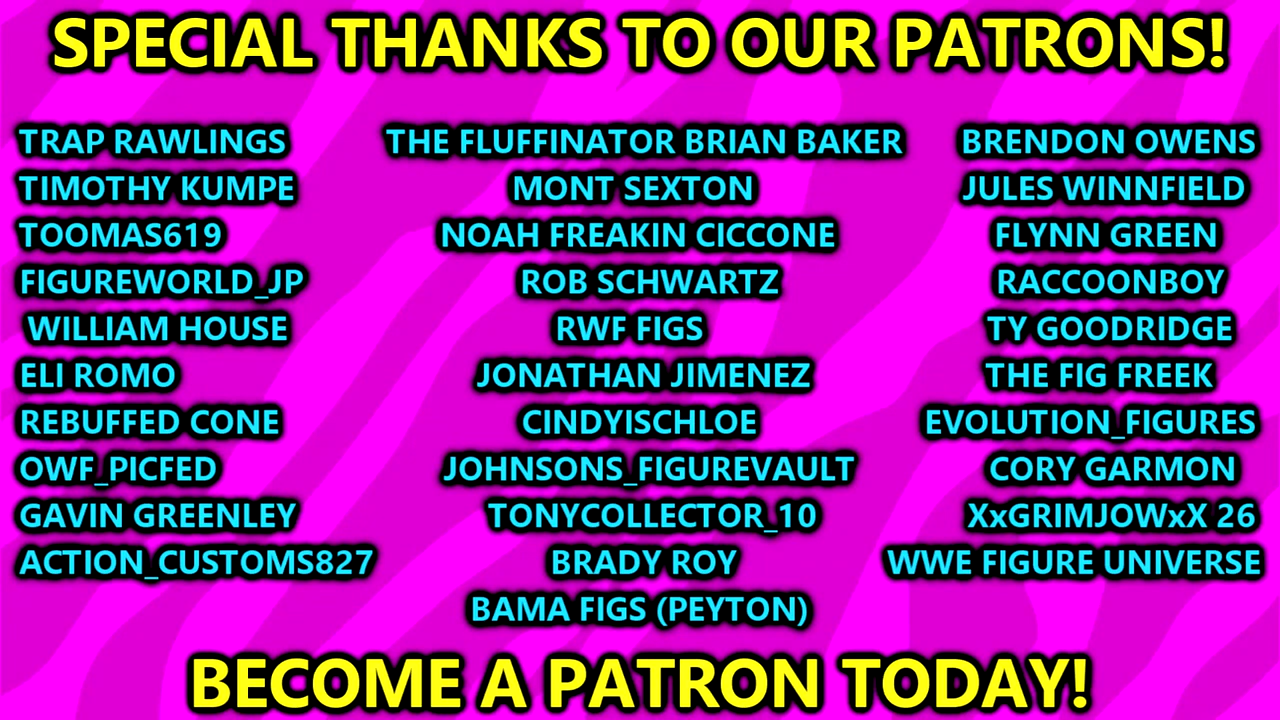 SPECIAL THANKS TO OUR PATRONS!
TRAP RAWLINGS
TIMOTHY KUMPE
TOOMAS619
FIGUREWORLD_JP
WILLIAM HOUSE
ELI ROMO
REBUFFED CONE
OWF_PICFED
GAVIN GREENLEY
ACTION_CUSTOMS827
THE FLUFFINATOR BRIAN BAKER
MONT SEXTON
NOAH FREAKIN CICCONE
ROB SCHWARTZ
RWF FIGS
JONATHAN JIMENEZ
CINDYISCHLOE
JOHNSONS_FIGUREVAULT
TONYCOLLECTOR_10
BRADY ROY
BAMA FIGS (PEYTON)
BRENDON OWENS
JULES WINNFIELD
FLYNN GREEN
RACCOONBOY
TY GOODRIDGE
THE FIG FREEK
EVOLUTION_FIGURES
CORY GARMON
XxGRIMJOWxX 26
WWE FIGURE UNIVERSE
BECOME A PATRON TODAY!